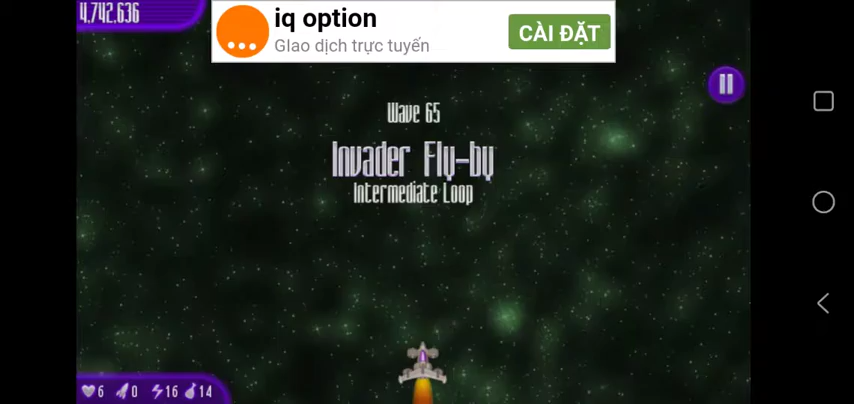 4,742,636
iq option
Giao dịch trực tuyến
CÀI ĐẶT
Wave 65
Invader Fly-by
Intermediate Loop
6 0 16 14